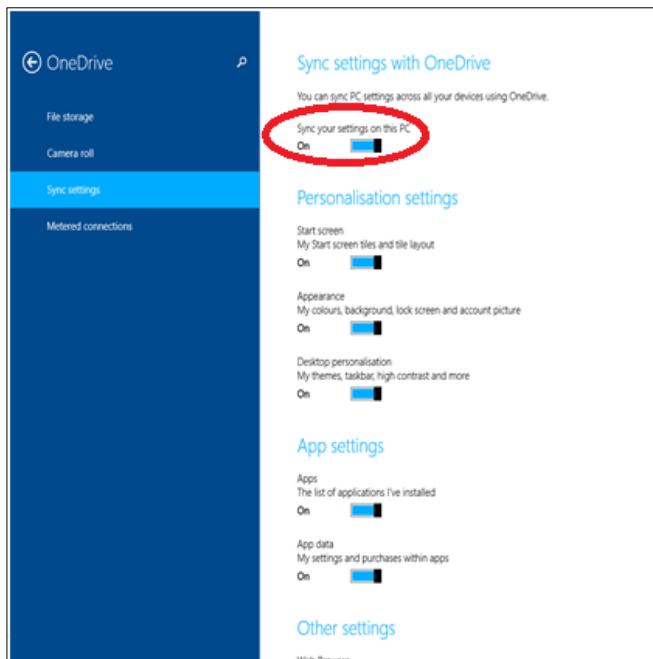 OneDrive
File storage
Camera roll
Sync settings
Metered connections
Sync settings with OneDrive
You can sync PC settings across all your devices using OneDrive.
Sync your settings on this PC
On
Personalisation settings
Start screen
My Start screen tiles and tile layout
On
Appearance
My colours, background, lock screen and account picture
On
Desktop personalisation
My themes, taskbar, high contrast and more
On
App settings
Apps
The list of applications I've installed
On
App data
My settings and purchases within apps
On
Other settings
Web Browser